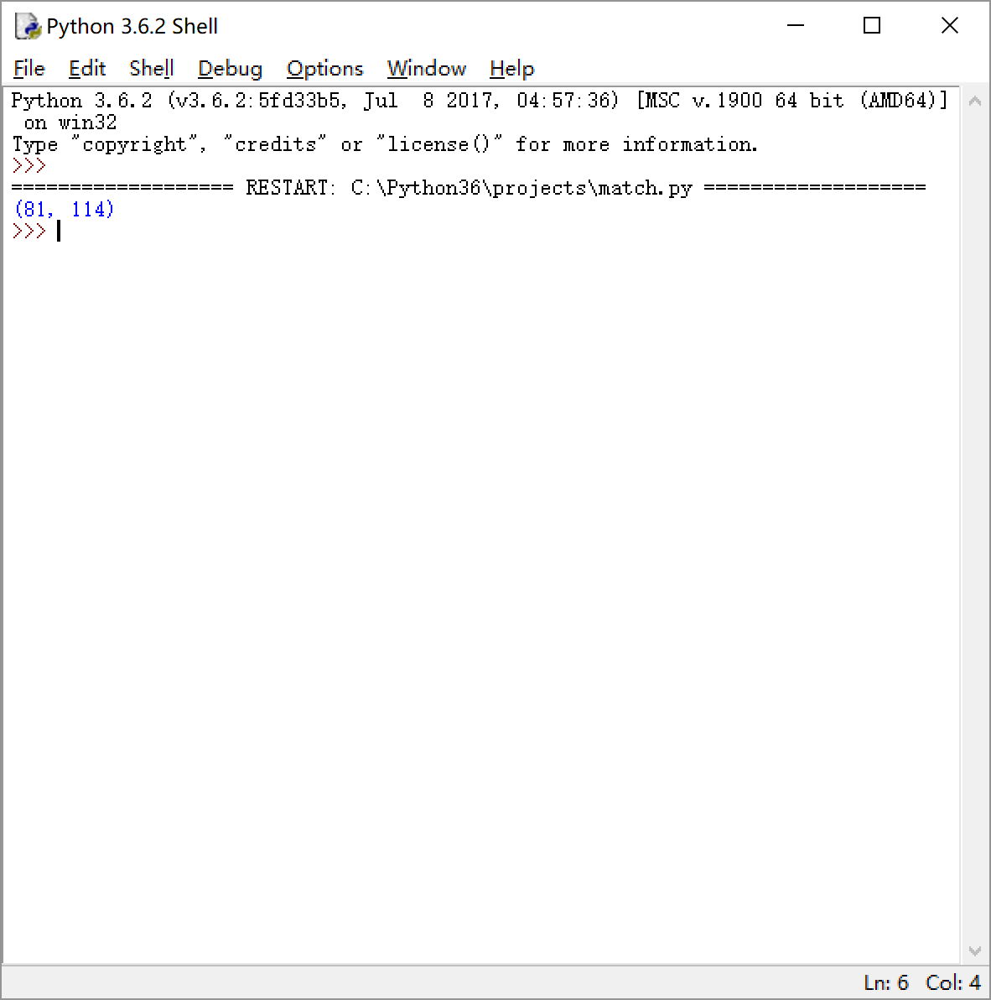 Python 3.6.2 Shell
File Edit Shell Debug Options Window Help
Python 3.6.2 (v3.6.2:5fd33b5, Jul  8 2017, 04:57:36) [MSC v.1900 64 bit (AMD64)]
 on win32
Type "copyright", "credits" or "license()" for more information.
>>>
=================== RESTART: C:\Python36\projects\match.py ===================
(81, 114)
>>>
Ln: 6 Col: 4